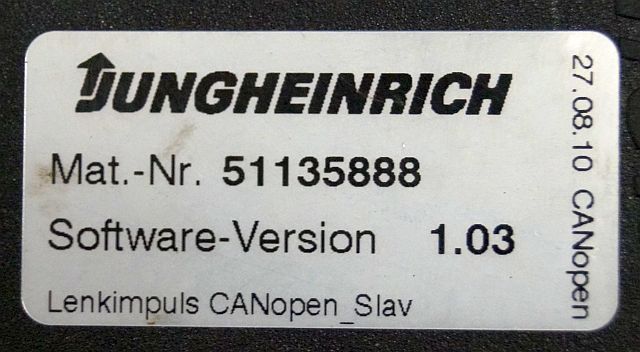 JUNGHEINRICH
Mat.-Nr. 51135888
Software-Version 1.03
Lenkimpuls CANopen_Slav
27.08.10 CANopen